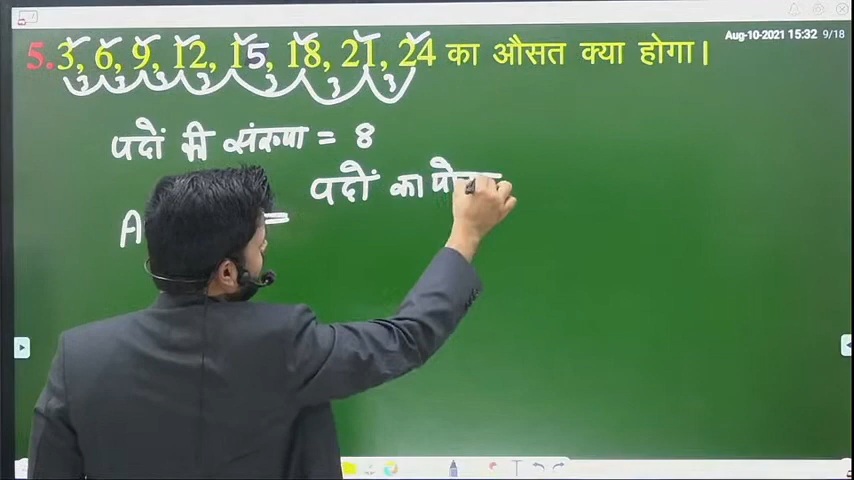 Aug-10-2021 15:32 9/18
5. 3, 6, 9, 12, 15, 18, 21, 24 का औसत क्या होगा।
3 3 3 3 3 3 3
पदों की संख्या = 8
पदों का
A =